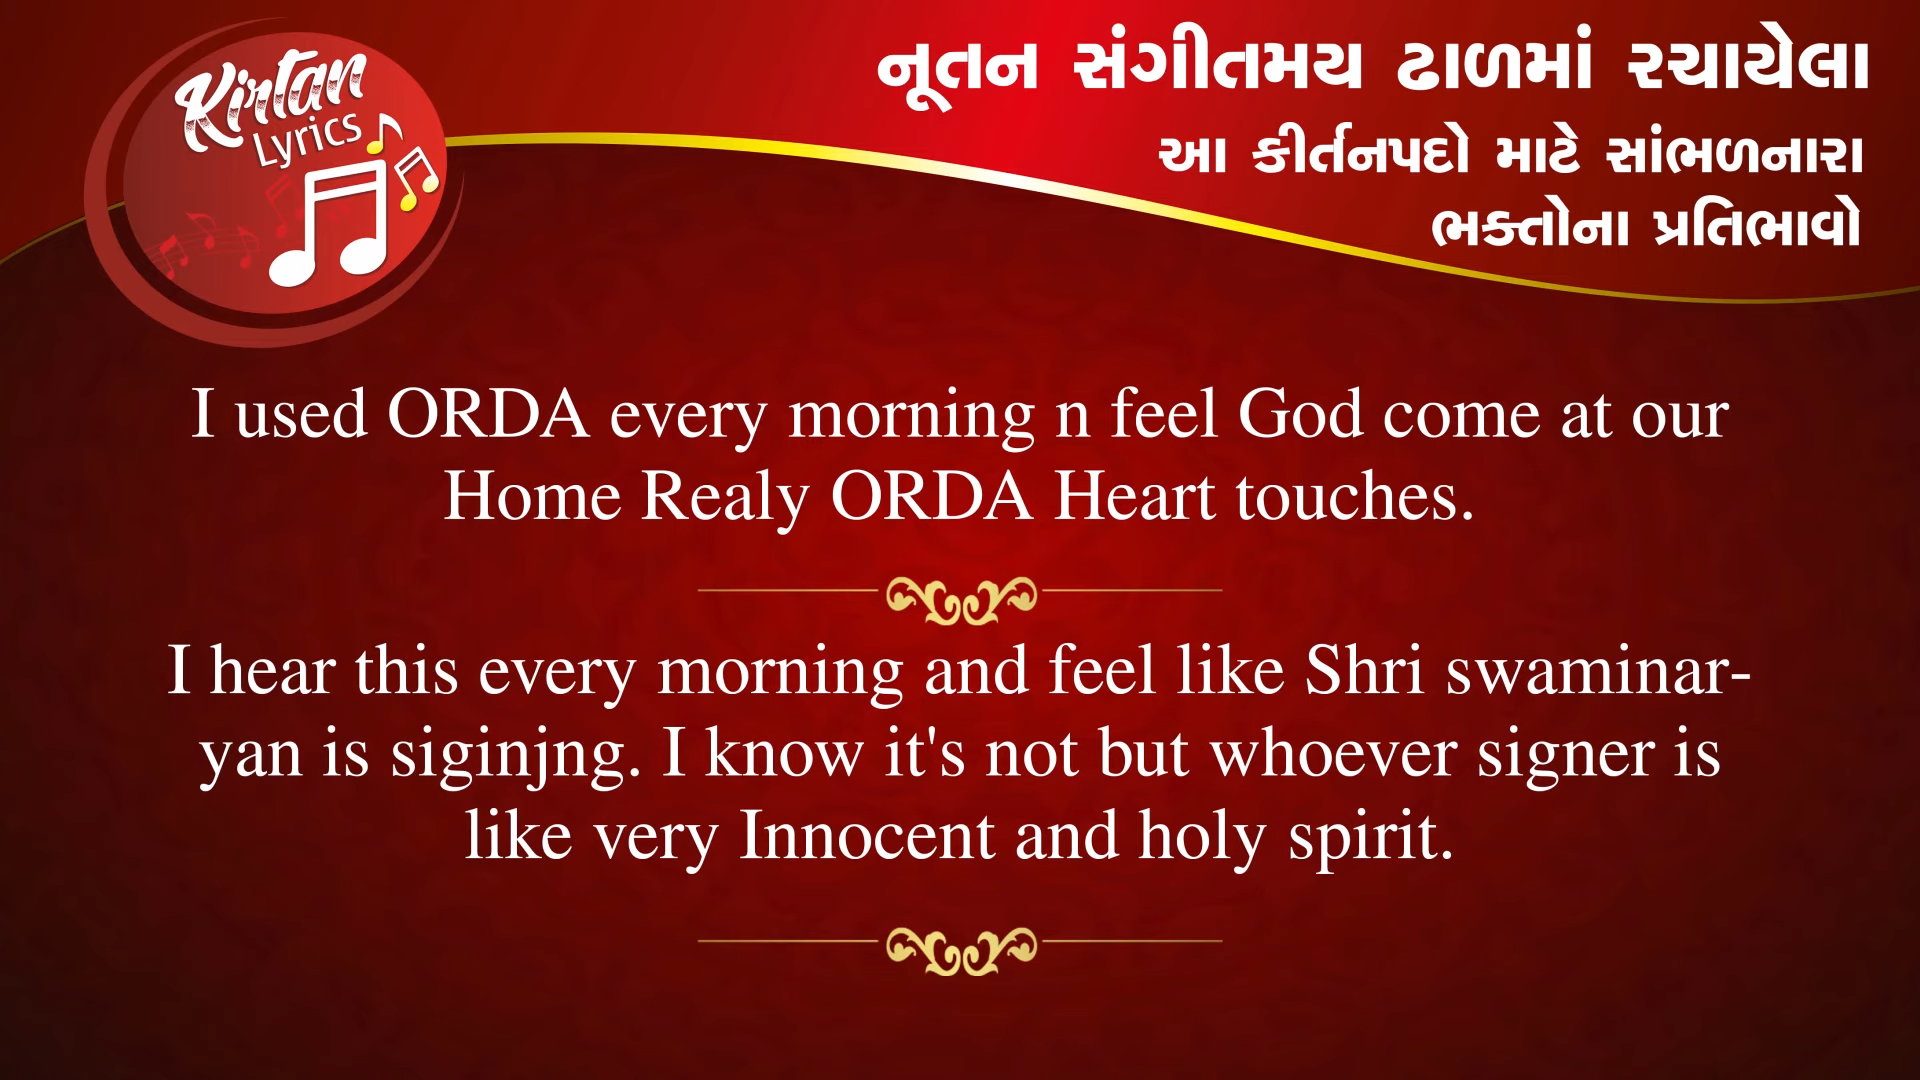 Kirtan
Lyrics
નૂતન સંગીતમય ઢાળમાં રચાયેલા
આ કીર્તનપદો માટે સાંભળનારા
ભક્તોના પ્રતિભાવો
I used ORDA every morning n feel God come at our
Home Realy ORDA Heart touches.
I hear this every morning and feel like Shri swaminar-
yan is siginjng. I know it's not but whoever signer is
like very Innocent and holy spirit.